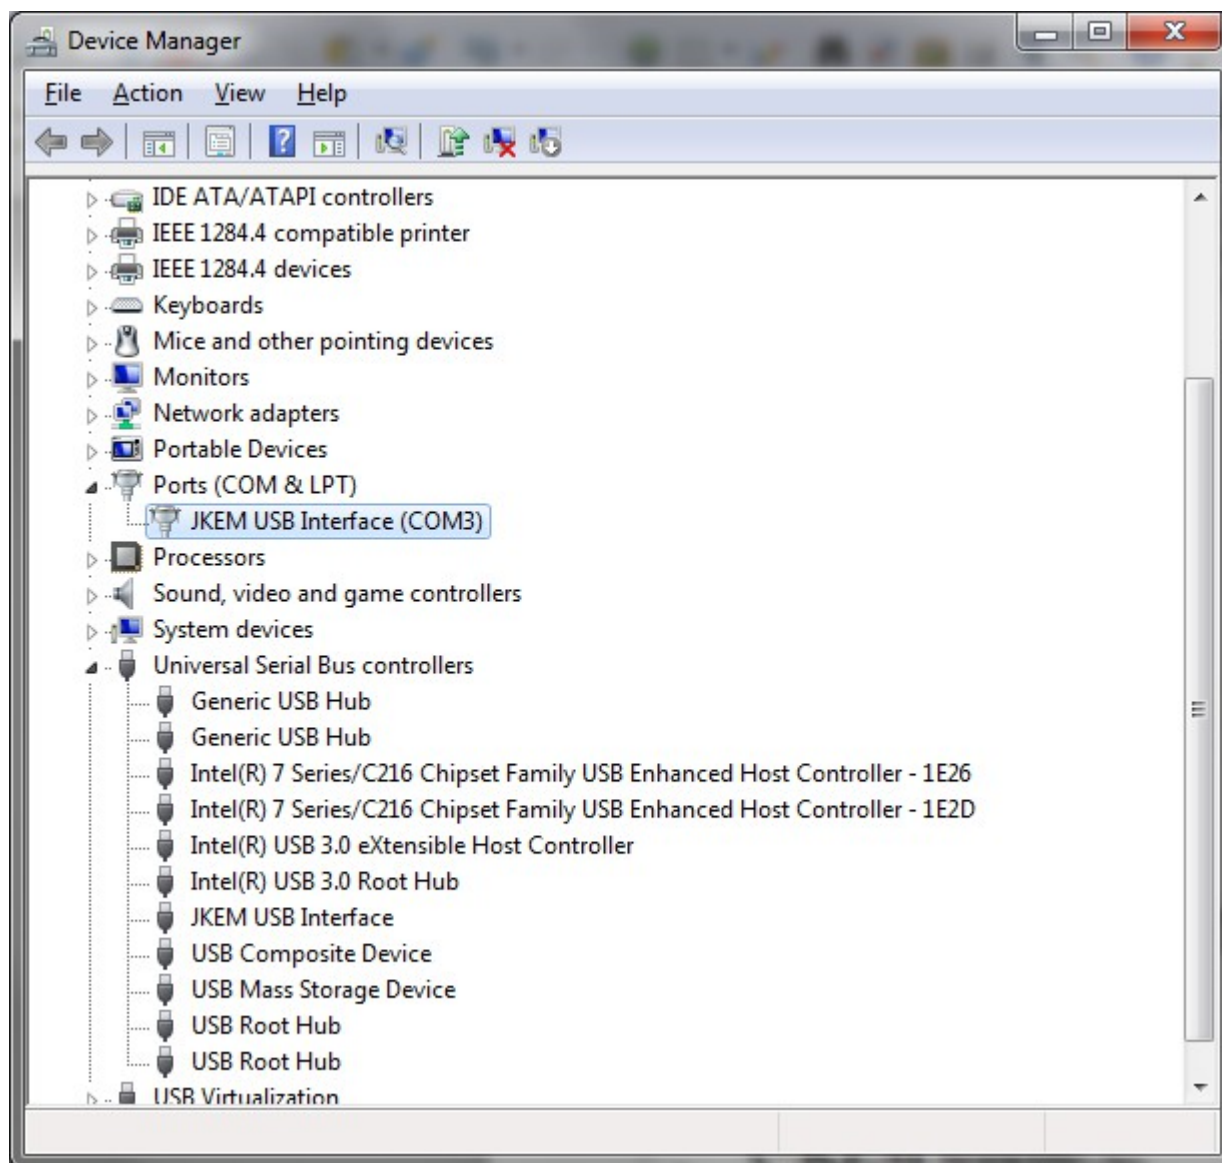 Device Manager
File Action View Help
IDE ATA/ATAPI controllers
IEEE 1284.4 compatible printer
IEEE 1284.4 devices
Keyboards
Mice and other pointing devices
Monitors
Network adapters
Portable Devices
Ports (COM & LPT)
JKEM USB Interface (COM3)
Processors
Sound, video and game controllers
System devices
Universal Serial Bus controllers
Generic USB Hub
Generic USB Hub
Intel(R) 7 Series/C216 Chipset Family USB Enhanced Host Controller - 1E26
Intel(R) 7 Series/C216 Chipset Family USB Enhanced Host Controller - 1E2D
Intel(R) USB 3.0 eXtensible Host Controller
Intel(R) USB 3.0 Root Hub
JKEM USB Interface
USB Composite Device
USB Mass Storage Device
USB Root Hub
USB Root Hub
USB Virtualization